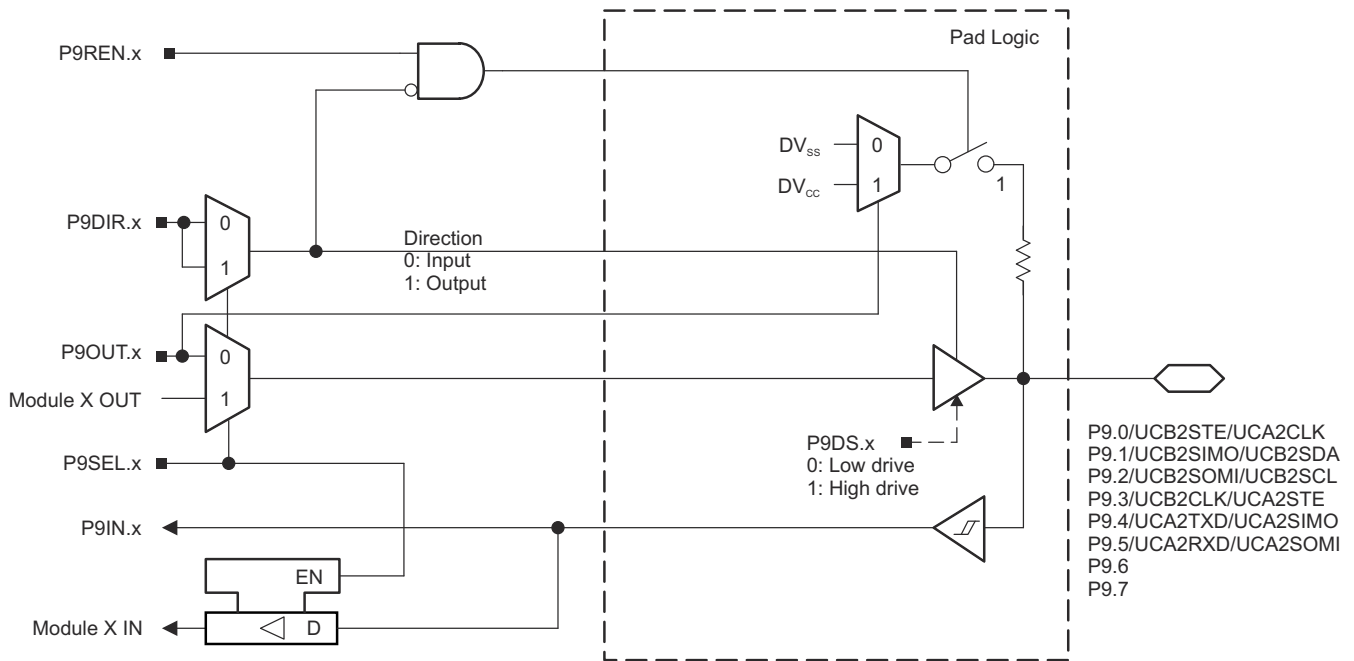 Pad Logic
P9REN.x
DVSS
0
DVCC
1
1
P9DIR.x
0
1
Direction
0: Input
1: Output
P9OUT.x
0
Module X OUT
1
P9SEL.x
P9DS.x
0: Low drive
1: High drive
P9.0/UCB2STE/UCA2CLK
P9.1/UCB2SIMO/UCB2SDA
P9.2/UCB2SOMI/UCB2SCL
P9.3/UCB2CLK/UCA2STE
P9.4/UCA2TXD/UCA2SIMO
P9.5/UCA2RXD/UCA2SOMI
P9.6
P9.7
P9IN.x
EN
Module X IN
D